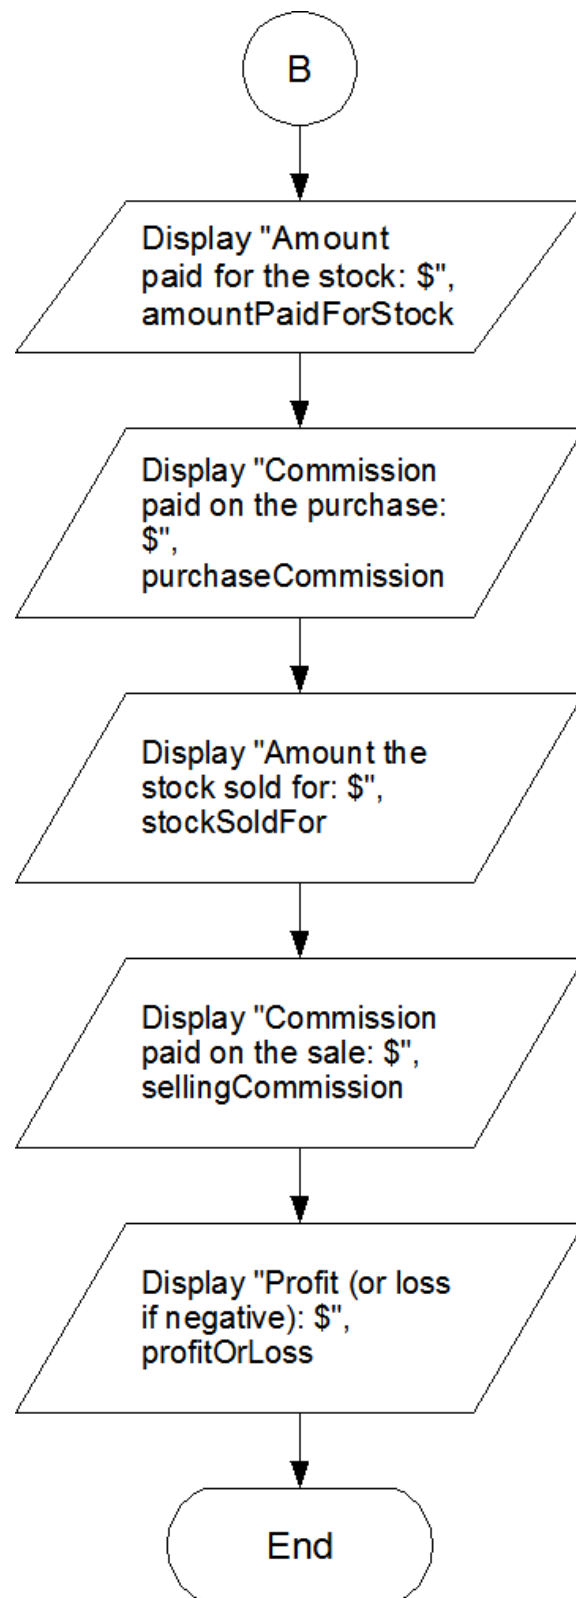 B
Display "Amount
paid for the stock: $",
amountPaidForStock
Display "Commission
paid on the purchase:
$",
purchaseCommission
Display "Amount the
stock sold for: $",
stockSoldFor
Display "Commission
paid on the sale: $",
sellingCommission
Display "Profit (or loss
if negative): $",
profitOrLoss
End